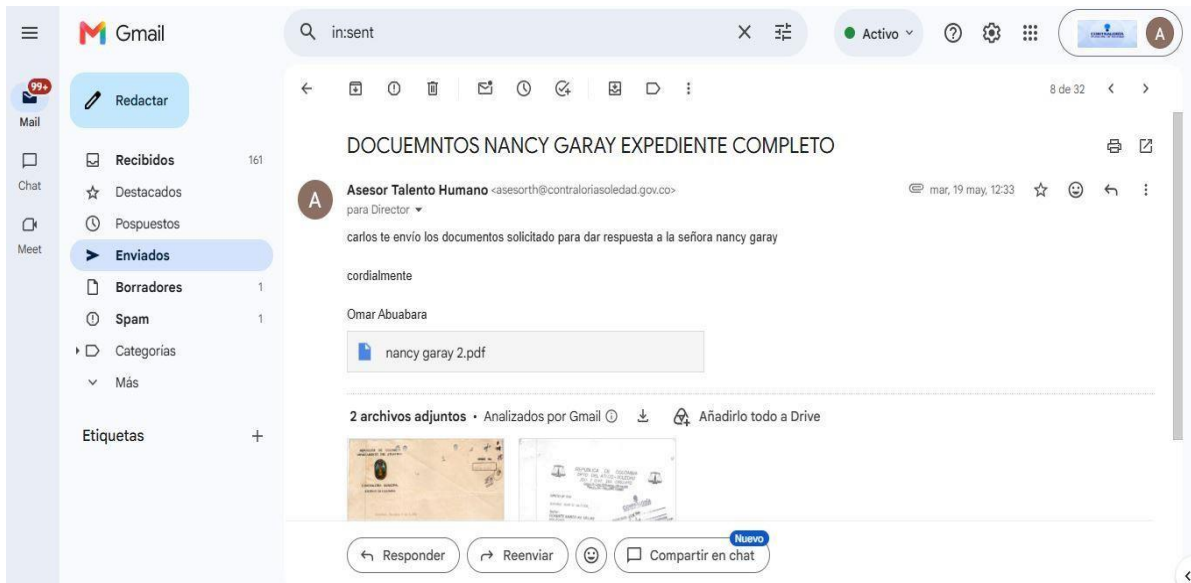 Gmail
in:sent
Activo
A
99+
Mail
Chat
Meet
Redactar
Recibidos 161
Destacados
Pospuestos
Enviados
Borradores 1
Spam 1
Categorías
Más
Etiquetas
8 de 32
DOCUEMNTOS NANCY GARAY EXPEDIENTE COMPLETO
A
Asesor Talento Humano <asesorth@contraloriasoledad.gov.co>
mar, 19 may, 12:33
para Director
carlos te envío los documentos solicitado para dar respuesta a la señora nancy garay
cordialmente
Omar Abuabara
nancy garay 2.pdf
2 archivos adjuntos • Analizados por Gmail
Añadirlo todo a Drive
REPUBLICA DE COLOMBIA
Responder
Reenviar
Compartir en chat
Nuevo